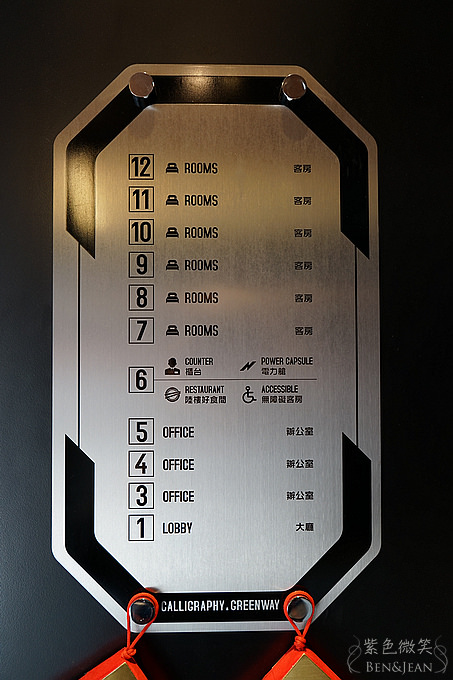 12 ROOMS 客房
11 ROOMS 客房
10 ROOMS 客房
9 ROOMS 客房
8 ROOMS 客房
7 ROOMS 客房
6
COUNTER
櫃台
POWER CAPSULE
電力艙
RESTAURANT
陸樓好食間
ACCESSIBLE
無障礙客房
5 OFFICE 辦公室
4 OFFICE 辦公室
3 OFFICE 辦公室
1 LOBBY 大廳
CALLIGRAPHY.GREENWAY
紫色微笑
BEN&JEAN